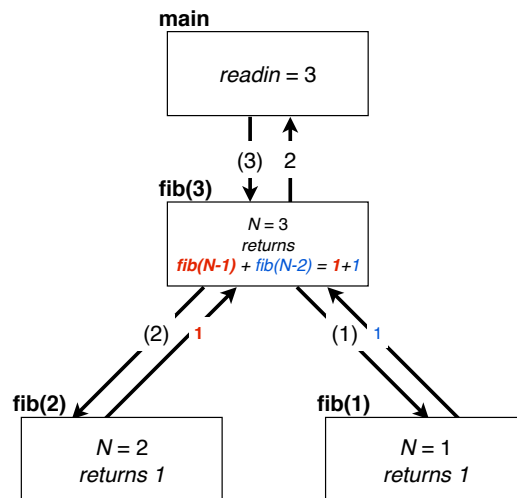 main
readin = 3
(3)
2
fib(3)
N = 3
returns
fib(N-1) + fib(N-2) = 1+1
(2)
1
(1)
1
fib(2)
N = 2
returns 1
fib(1)
N = 1
returns 1